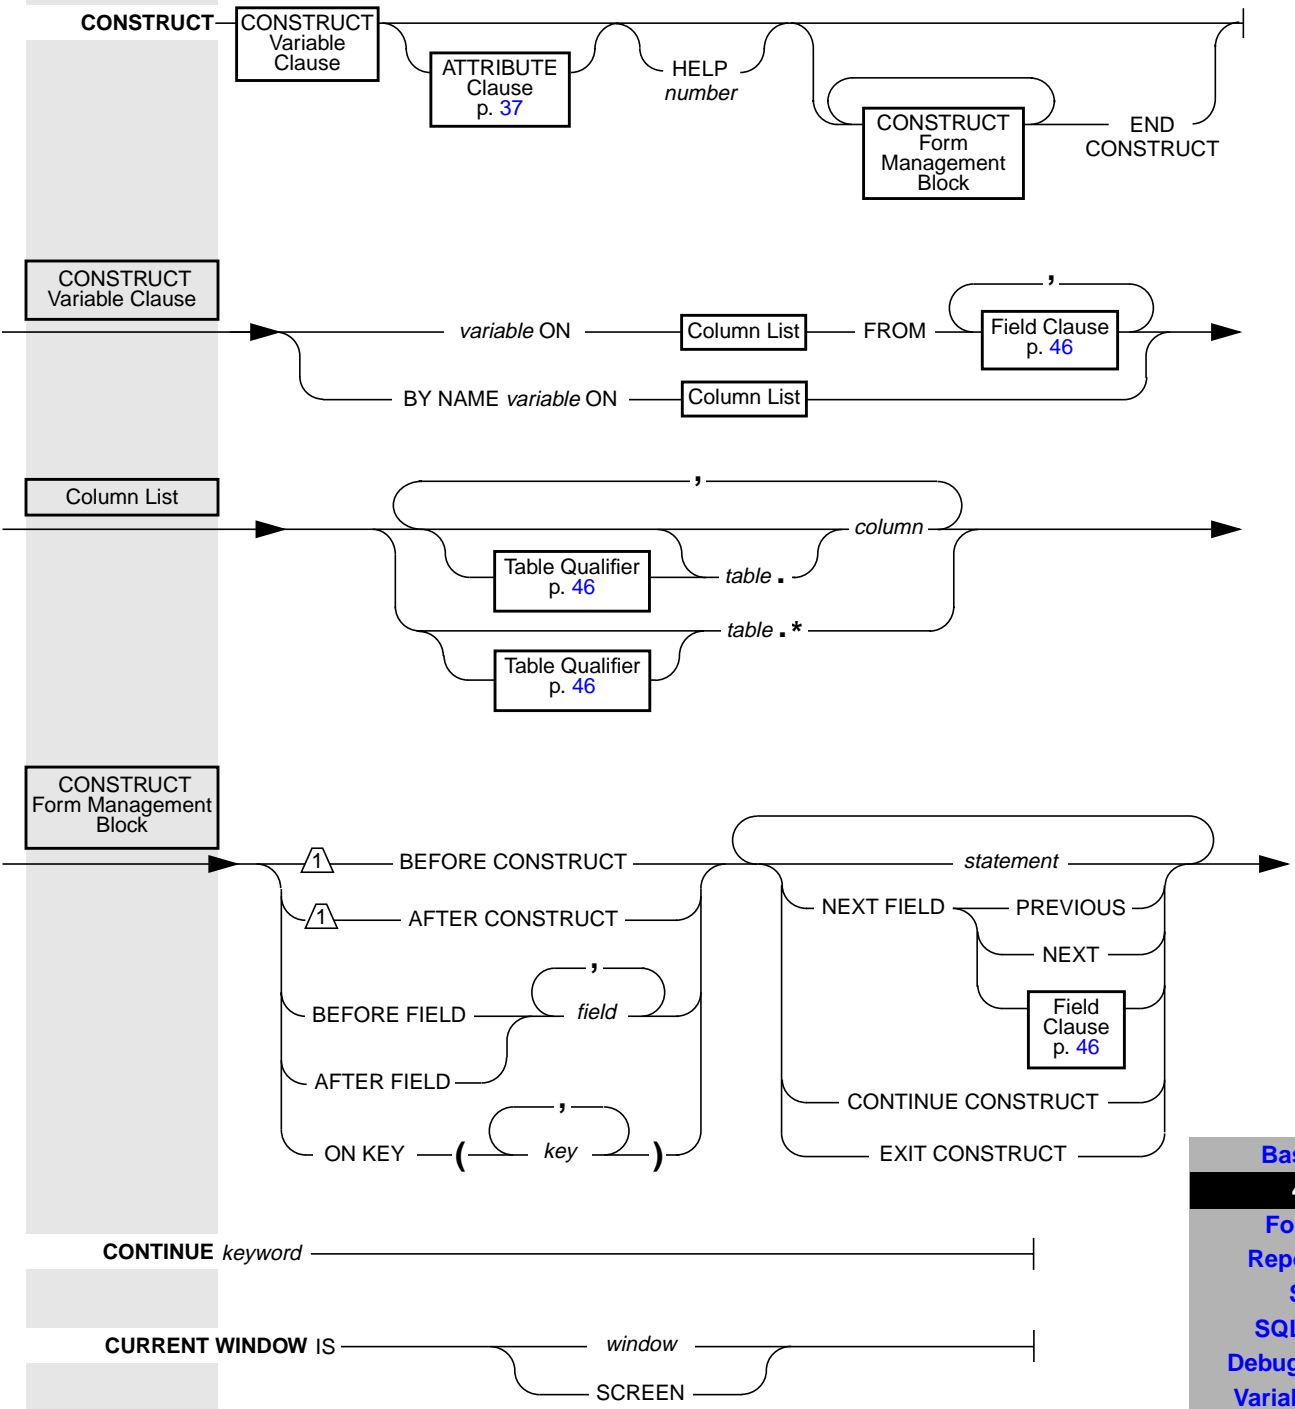 CONSTRUCT
CONSTRUCT
Variable
Clause
ATTRIBUTE
Clause
p. 37
HELP
number
CONSTRUCT
Form
Management
Block
END
CONSTRUCT
CONSTRUCT
Variable Clause
variable ON
Column List
FROM
,
Field Clause
p. 46
BY NAME variable ON
Column List
Column List
,
column
Table Qualifier
p. 46
table .
table .*
Table Qualifier
p. 46
CONSTRUCT
Form Management
Block
1
BEFORE CONSTRUCT
1
AFTER CONSTRUCT
BEFORE FIELD
,
field
AFTER FIELD
ON KEY
(
,
key
)
statement
NEXT FIELD
PREVIOUS
NEXT
Field
Clause
p. 46
CONTINUE CONSTRUCT
EXIT CONSTRUCT
CONTINUE keyword
CURRENT WINDOW IS
window
SCREEN
SQL